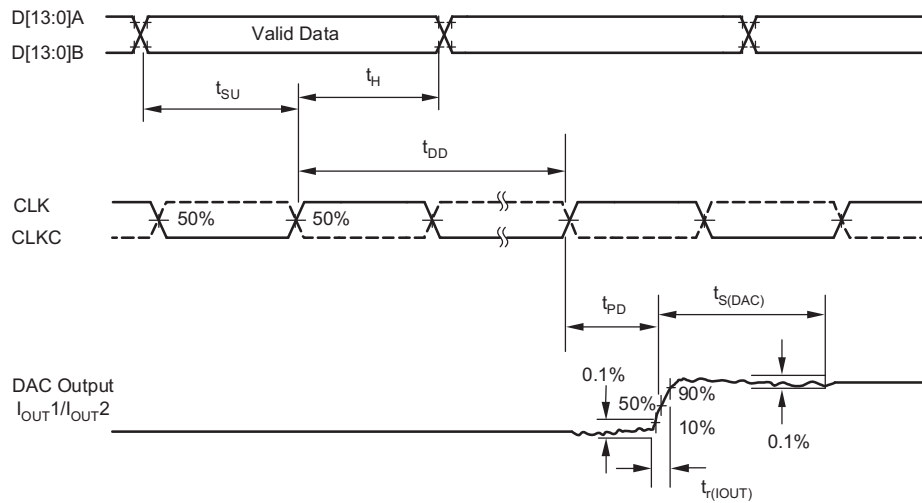 D[13:0]A
D[13:0]B
Valid Data
tSU
tH
tDD
CLK
CLKC
50%
50%
tPD
tS(DAC)
DAC Output
IOUT1/IOUT2
0.1%
50%
90%
10%
0.1%
tr(IOUT)